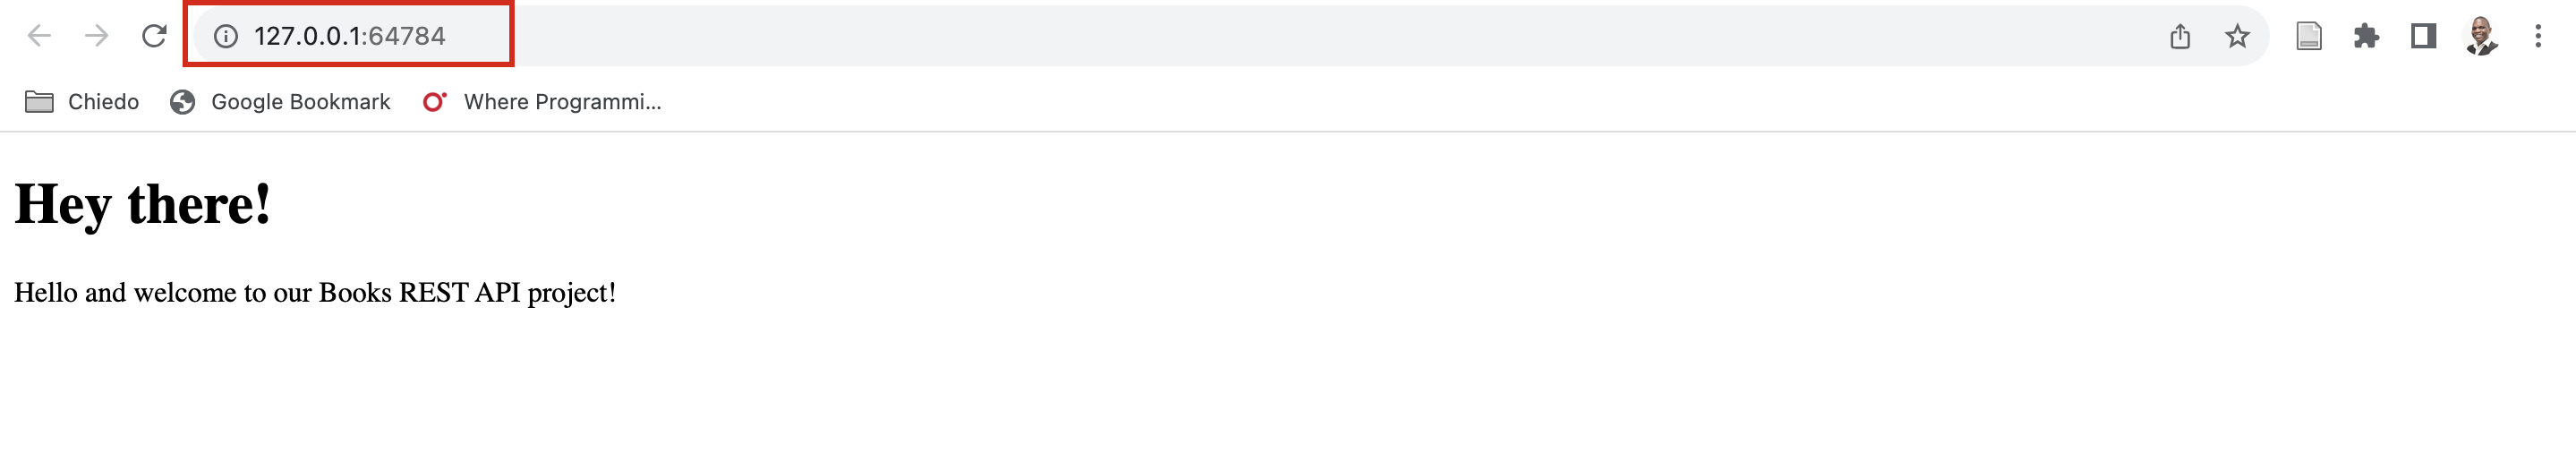 127.0.0.1:64784
Chiedo Google Bookmark Where Programmi...
Hey there!
Hello and welcome to our Books REST API project!